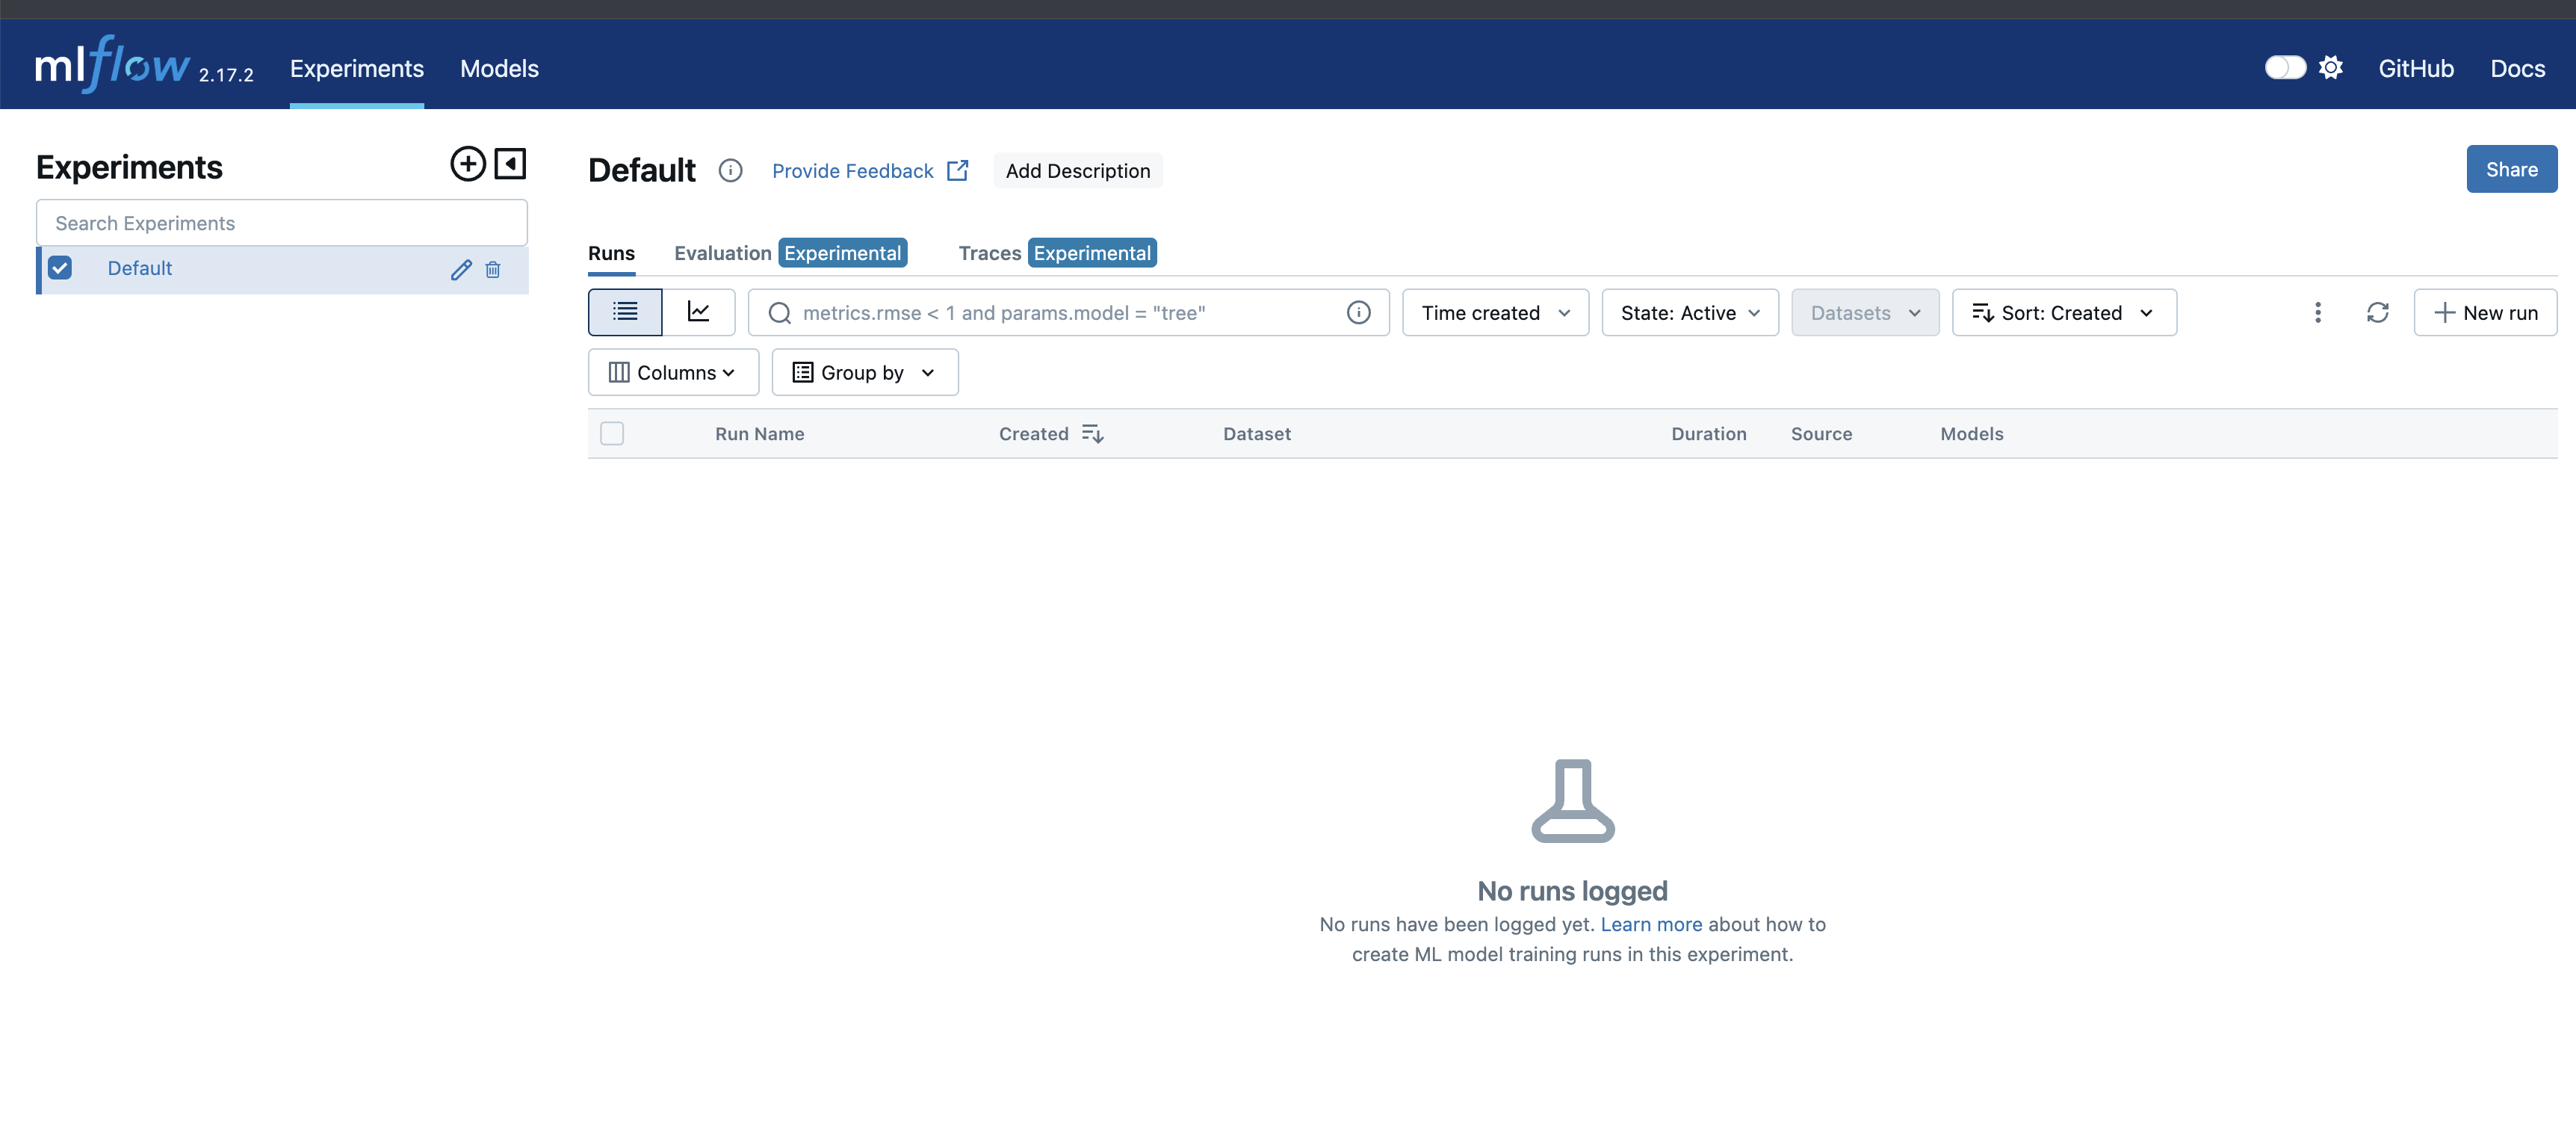 mlflow 2.17.2 Experiments Models GitHub Docs
Experiments
Search Experiments
Default
Default Provide Feedback Add Description Share
Runs Evaluation Experimental Traces Experimental
metrics.rmse < 1 and params.model = "tree" Time created State: Active Datasets Sort: Created New run
Columns Group by
Run Name Created Dataset Duration Source Models
No runs logged
No runs have been logged yet. Learn more about how to
create ML model training runs in this experiment.